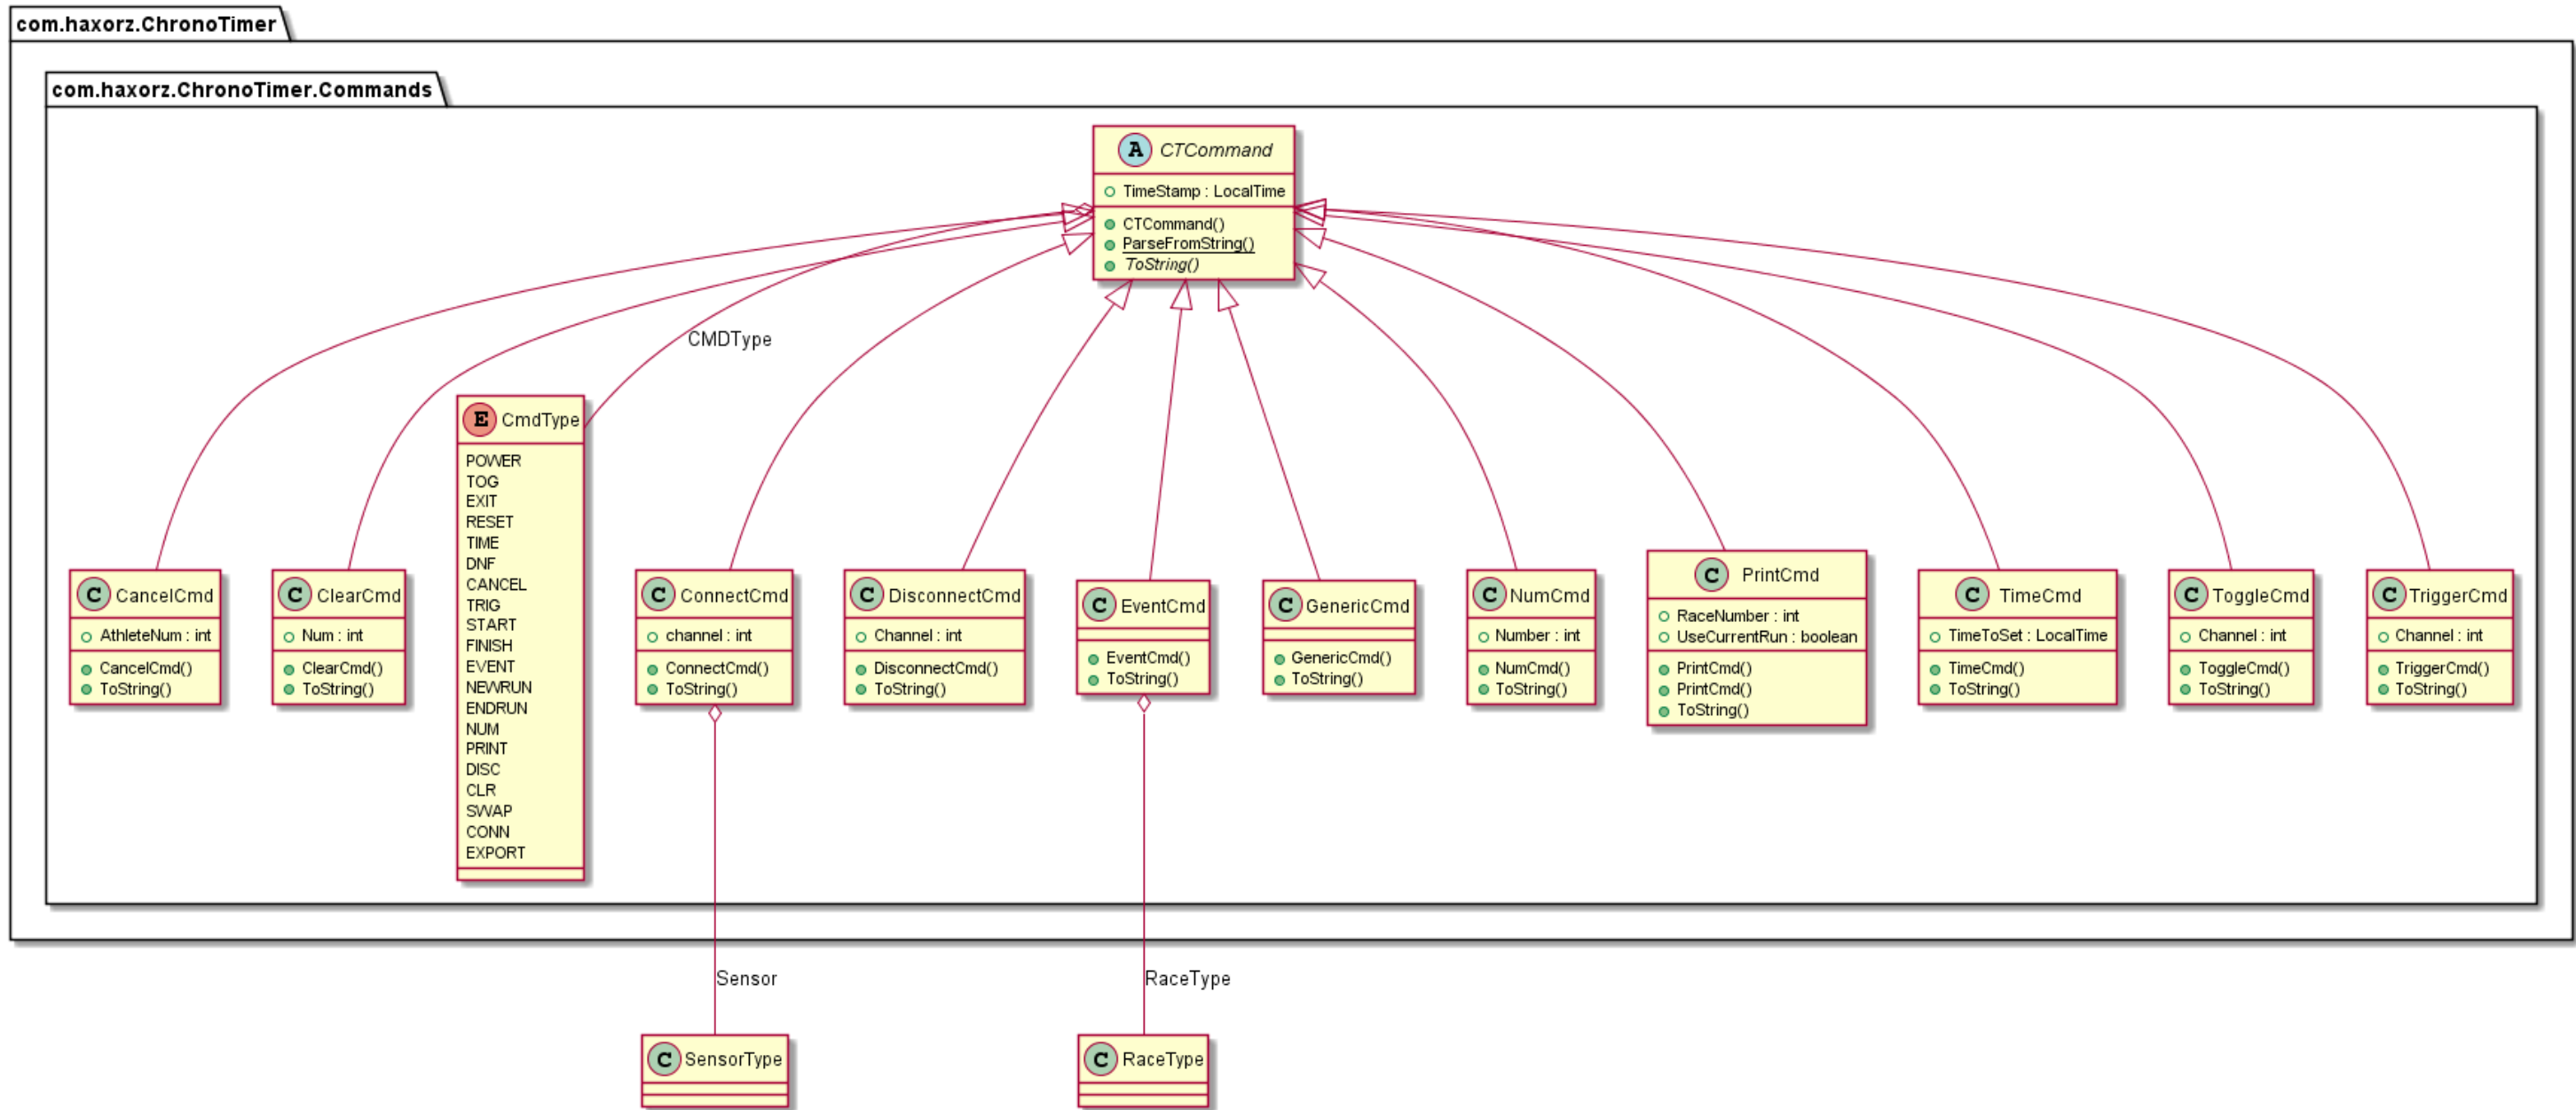 com.haxorz.ChronoTimer
com.haxorz.ChronoTimer.Commands
A CTCommand
TimeStamp : LocalTime
CTCommand()
ParseFromString()
ToString()
CMDType
E CmdType
POWER
TOG
EXIT
RESET
TIME
DNF
CANCEL
TRIG
START
FINISH
EVENT
NEWRUN
ENDRUN
NUM
PRINT
DISC
CLR
SWAP
CONN
EXPORT
C CancelCmd
AthleteNum : int
CancelCmd()
ToString()
C ClearCmd
Num : int
ClearCmd()
ToString()
C ConnectCmd
channel : int
ConnectCmd()
ToString()
C DisconnectCmd
Channel : int
DisconnectCmd()
ToString()
C EventCmd
EventCmd()
ToString()
C GenericCmd
GenericCmd()
ToString()
C NumCmd
Number : int
NumCmd()
ToString()
C PrintCmd
RaceNumber : int
UseCurrentRun : boolean
PrintCmd()
PrintCmd()
ToString()
C TimeCmd
TimeToSet : LocalTime
TimeCmd()
ToString()
C ToggleCmd
Channel : int
ToggleCmd()
ToString()
C TriggerCmd
Channel : int
TriggerCmd()
ToString()
Sensor
RaceType
C SensorType
C RaceType